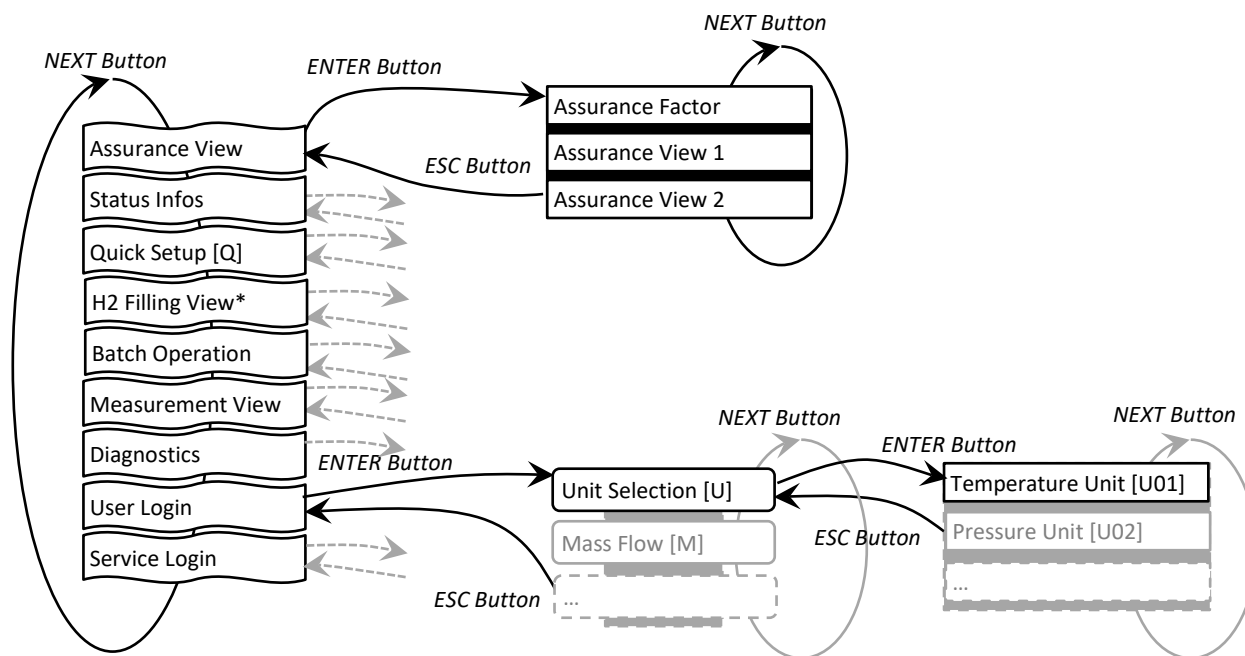 NEXT Button
NEXT Button
ENTER Button
Assurance Factor
Assurance View
Assurance View 1
ESC Button
Status Infos
Assurance View 2
Quick Setup [Q]
H2 Filling View*
Batch Operation
Measurement View
NEXT Button
NEXT Button
Diagnostics
ENTER Button
ENTER Button
Unit Selection [U]
Temperature Unit [U01]
User Login
Mass Flow [M]
ESC Button
Pressure Unit [U02]
Service Login
ESC Button
...
...